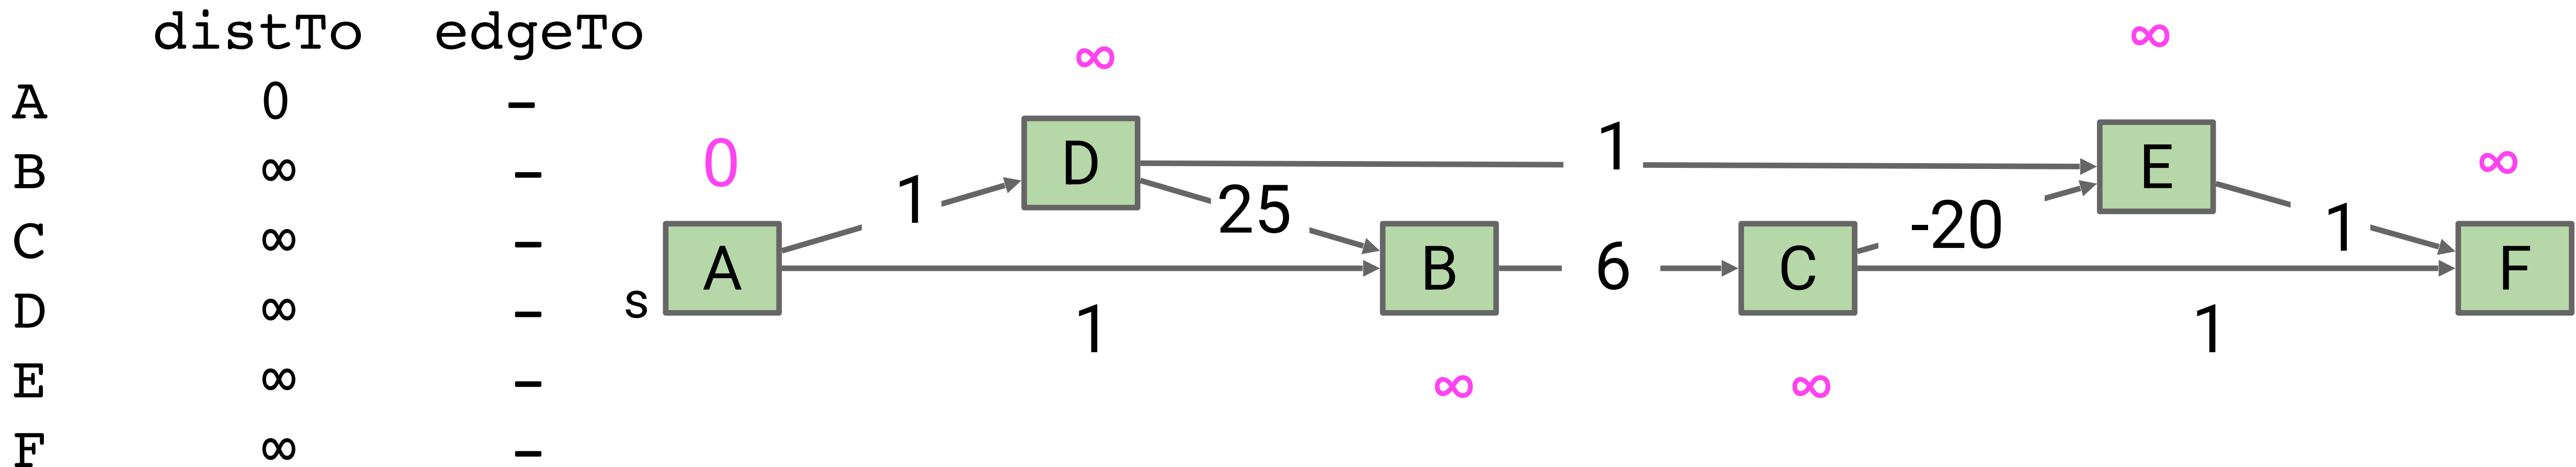 distTo edgeTo
A 0 -
B ∞ -
C ∞ -
D ∞ -
E ∞ -
F ∞ -
∞ ∞
0 D 1 E ∞
1 25 -20 1
s A B 6 C F
1 1
∞ ∞